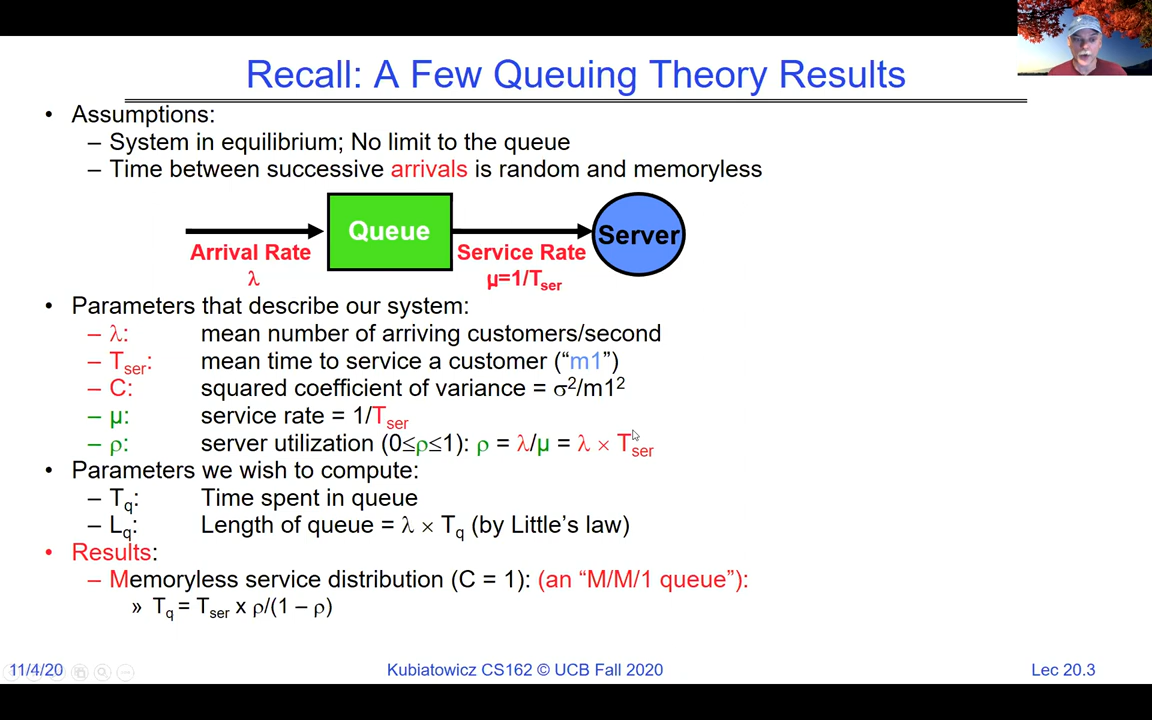 Recall: A Few Queuing Theory Results
• Assumptions:
– System in equilibrium; No limit to the queue
– Time between successive arrivals is random and memoryless
Queue
Server
Arrival Rate
λ
Service Rate
μ=1/Tser
• Parameters that describe our system:
– λ: mean number of arriving customers/second
– Tser: mean time to service a customer (“m1”)
– C: squared coefficient of variance = σ²/m1²
– μ: service rate = 1/Tser
– ρ: server utilization (0≤ρ≤1): ρ = λ/μ = λ × Tser
• Parameters we wish to compute:
– Tq: Time spent in queue
– Lq: Length of queue = λ × Tq (by Little’s law)
• Results:
– Memoryless service distribution (C = 1): (an “M/M/1 queue”):
» Tq = Tser x ρ/(1 – ρ)
11/4/20
Kubiatowicz CS162 © UCB Fall 2020
Lec 20.3